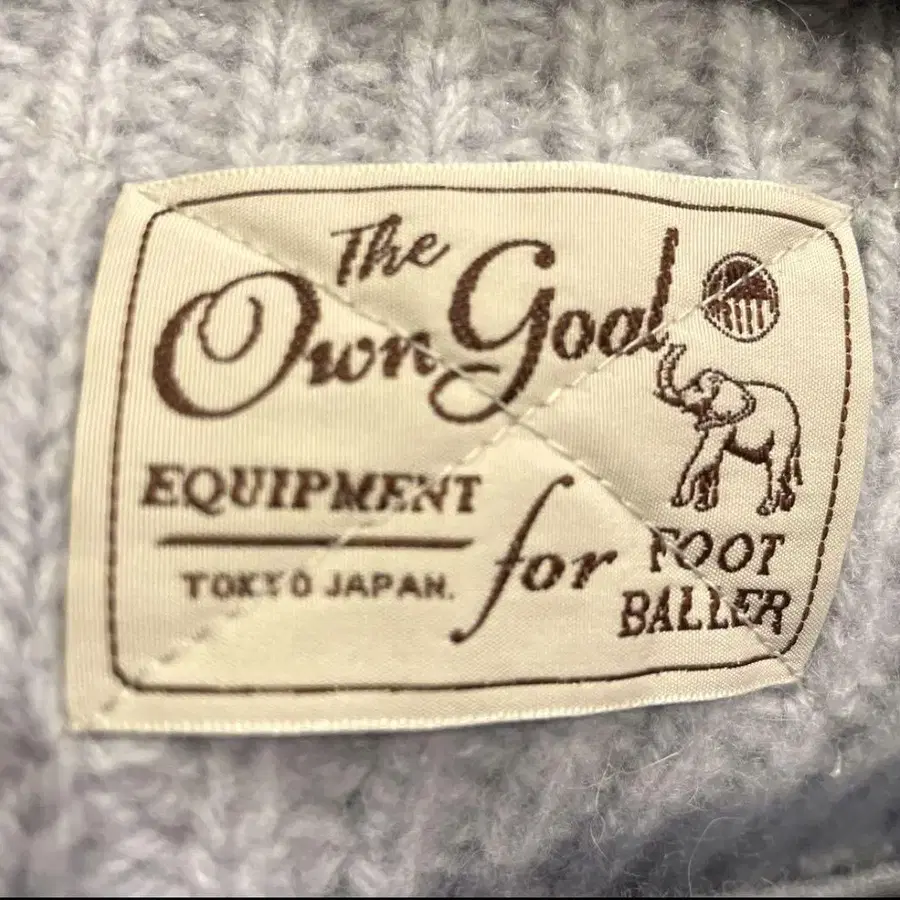 The
Own Goal
EQUIPMENT
TOKYO JAPAN.
for
FOOT
BALLER